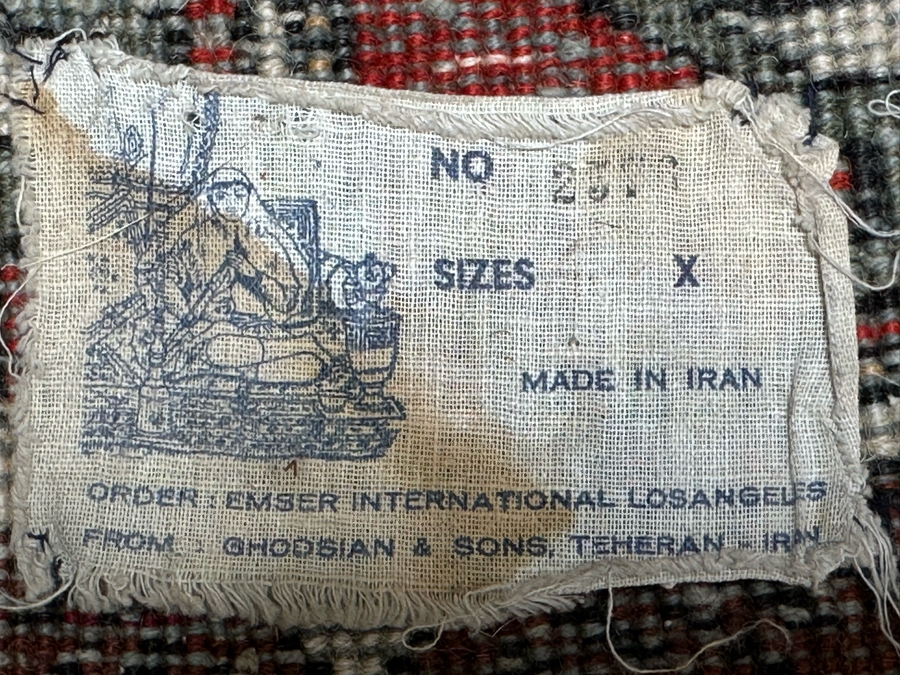 NO
SIZES X
MADE IN IRAN
ORDER : EMSER INTERNATIONAL LOSANGELES
FROM : GHODSIAN & SONS, TEHERAN - IRAN